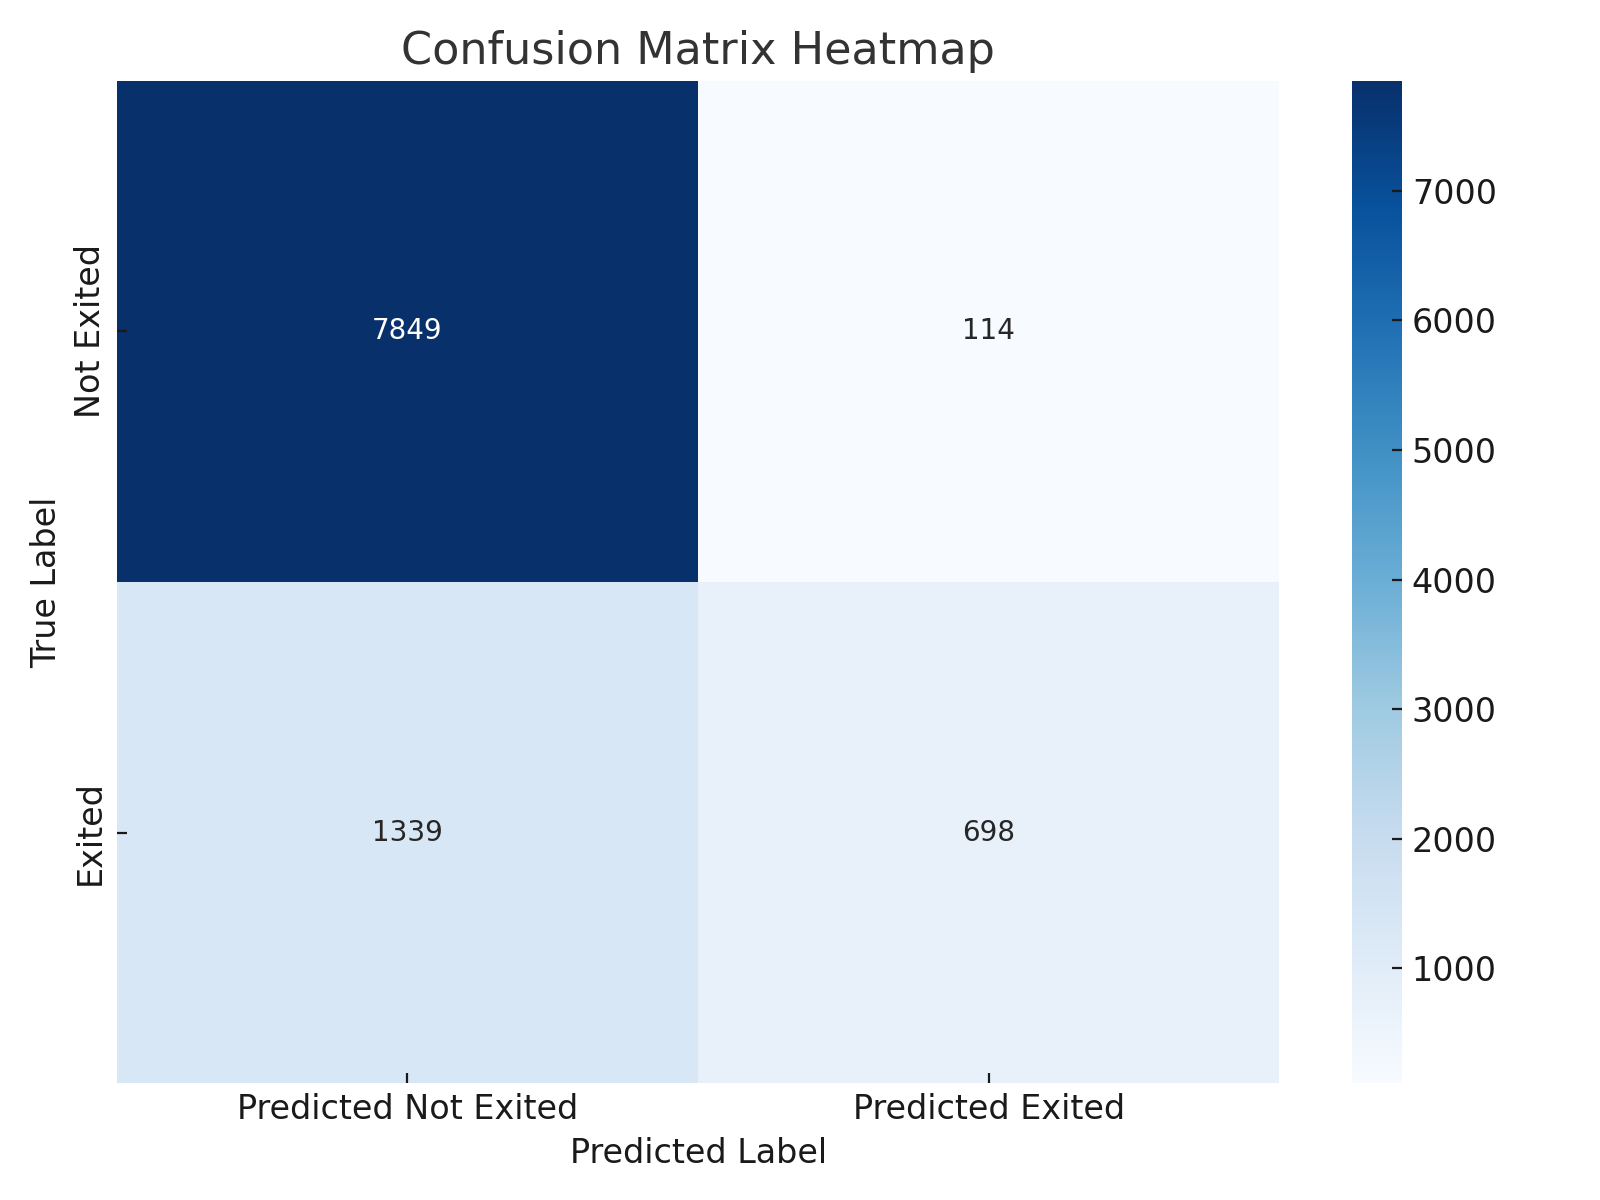 Confusion Matrix Heatmap
True Label
Not Exited
7849
114
Exited
1339
698
Predicted Not Exited
Predicted Exited
Predicted Label
7000
6000
5000
4000
3000
2000
1000